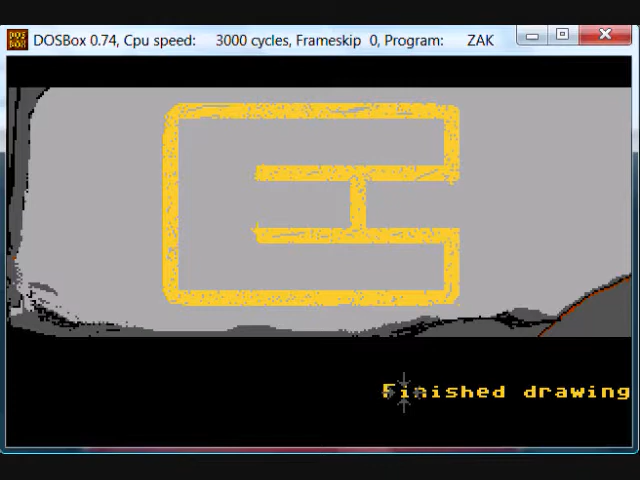 DOSBox 0.74, Cpu speed: 3000 cycles, Frameskip 0, Program: ZAK
Finished drawing